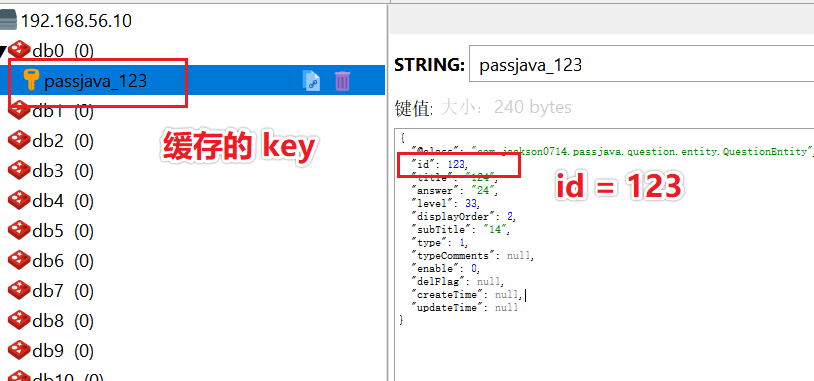 192.168.56.10
db0 (0)
passjava_123
db1 (0)
db2 (0)
db3 (0)
db4 (0)
db5 (0)
db6 (0)
db7 (0)
db8 (0)
db9 (0)
db10 (0)
缓存的 key
STRING: passjava_123
键值: 大小: 240 bytes
{
"@class": "com.jackson0714.passjava.question.entity.QuestionEntity",
"id": 123,
"title": "124",
"answer": "24",
"level": 33,
"displayOrder": 2,
"subTitle": "14",
"type": 1,
"typeComments": null,
"enable": 0,
"delFlag": null,
"createTime": null,
"updateTime": null
}
id = 123